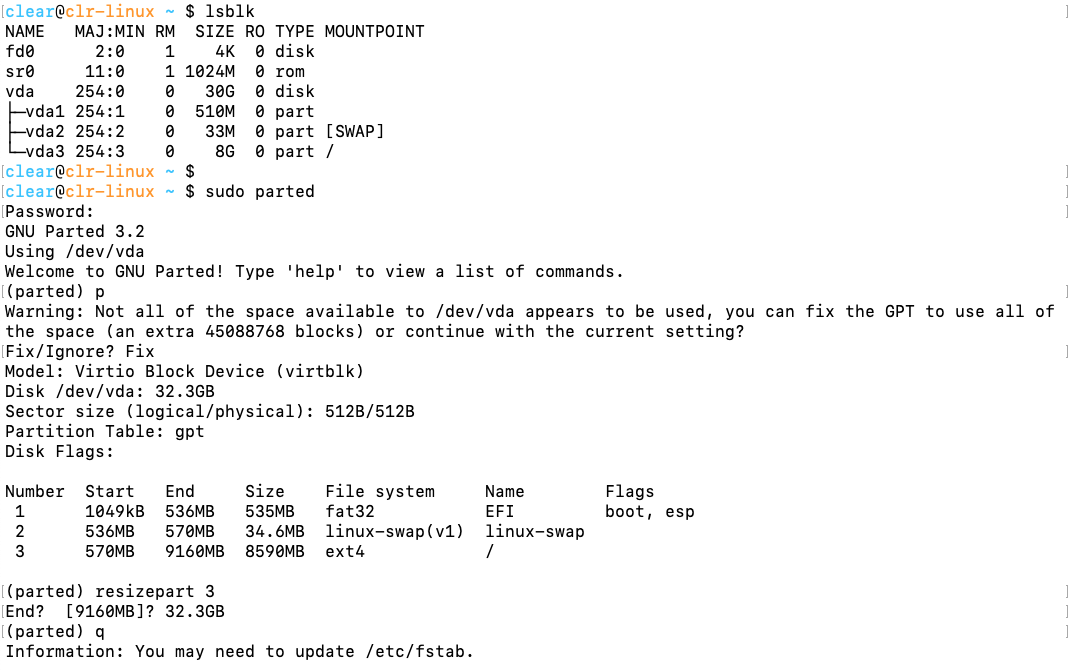 [clear@clr-linux ~ $ lsblk ]
NAME   MAJ:MIN RM  SIZE RO TYPE MOUNTPOINT
fd0      2:0    1    4K  0 disk
sr0     11:0    1 1024M  0 rom
vda    254:0    0   30G  0 disk
├─vda1 254:1    0  510M  0 part
├─vda2 254:2    0   33M  0 part [SWAP]
└─vda3 254:3    0    8G  0 part /
[clear@clr-linux ~ $ ]
[clear@clr-linux ~ $ sudo parted ]
[Password: ]
GNU Parted 3.2
Using /dev/vda
Welcome to GNU Parted! Type 'help' to view a list of commands.
[(parted) p ]
Warning: Not all of the space available to /dev/vda appears to be used, you can fix the GPT to use all of
the space (an extra 45088768 blocks) or continue with the current setting?
[Fix/Ignore? Fix ]
Model: Virtio Block Device (virtblk)
Disk /dev/vda: 32.3GB
Sector size (logical/physical): 512B/512B
Partition Table: gpt
Disk Flags:
Number  Start   End     Size    File system     Name        Flags
 1      1049kB  536MB   535MB   fat32           EFI         boot, esp
 2      536MB   570MB   34.6MB  linux-swap(v1)  linux-swap
 3      570MB   9160MB  8590MB  ext4            /
[(parted) resizepart 3 ]
[End?  [9160MB]? 32.3GB ]
[(parted) q ]
Information: You may need to update /etc/fstab.